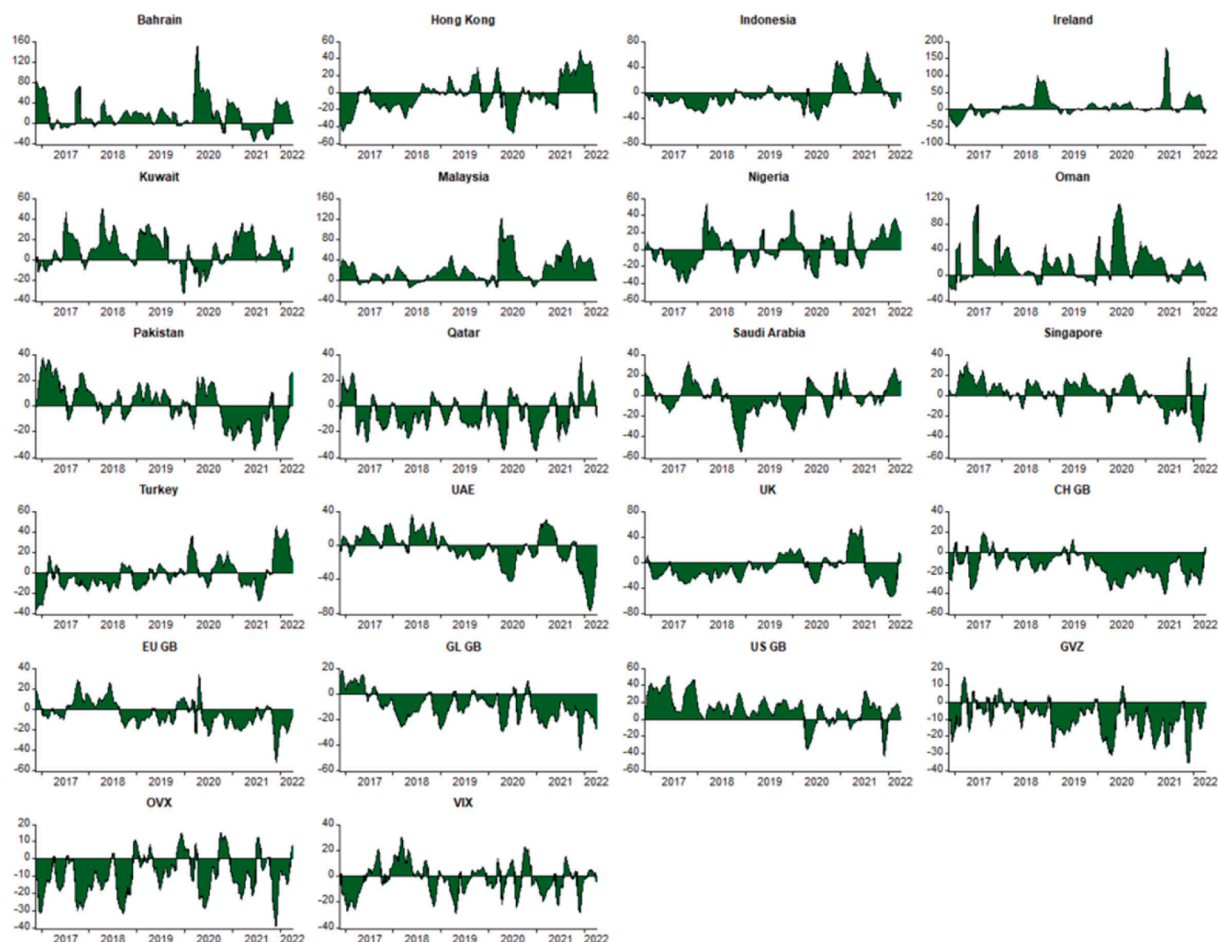 Bahrain
160
120
80
40
0
-40
2017 2018 2019 2020 2021 2022
Hong Kong
60
40
20
0
-20
-40
-60
2017 2018 2019 2020 2021 2022
Indonesia
80
40
0
-40
-80
2017 2018 2019 2020 2021 2022
Ireland
200
150
100
50
0
-50
-100
2017 2018 2019 2020 2021 2022
Kuwait
60
40
20
0
-20
-40
2017 2018 2019 2020 2021 2022
Malaysia
160
120
80
40
0
-40
2017 2018 2019 2020 2021 2022
Nigeria
60
40
20
0
-20
-40
-60
2017 2018 2019 2020 2021 2022
Oman
120
80
40
0
-40
2017 2018 2019 2020 2021 2022
Pakistan
40
20
0
-20
-40
2017 2018 2019 2020 2021 2022
Qatar
40
20
0
-20
-40
2017 2018 2019 2020 2021 2022
Saudi Arabia
40
20
0
-20
-40
-60
2017 2018 2019 2020 2021 2022
Singapore
40
20
0
-20
-40
-60
2017 2018 2019 2020 2021 2022
Turkey
60
40
20
0
-20
-40
2017 2018 2019 2020 2021 2022
UAE
40
0
-40
-80
2017 2018 2019 2020 2021 2022
UK
80
40
0
-40
-80
2017 2018 2019 2020 2021 2022
CH GB
40
20
0
-20
-40
-60
2017 2018 2019 2020 2021 2022
EU GB
40
20
0
-20
-40
-60
2017 2018 2019 2020 2021 2022
GL GB
20
0
-20
-40
-60
2017 2018 2019 2020 2021 2022
US GB
60
40
20
0
-20
-40
-60
2017 2018 2019 2020 2021 2022
GVZ
20
10
0
-10
-20
-30
-40
2017 2018 2019 2020 2021 2022
OVX
20
10
0
-10
-20
-30
-40
2017 2018 2019 2020 2021 2022
VIX
40
20
0
-20
-40
2017 2018 2019 2020 2021 2022